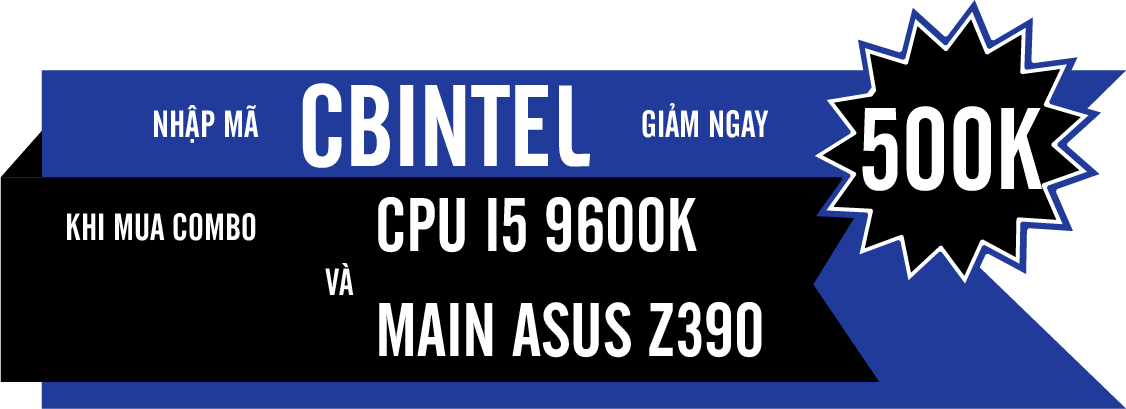 NHẬP MÃ CBINTEL GIẢM NGAY 500K
KHI MUA COMBO CPU I5 9600K
VÀ
MAIN ASUS Z390